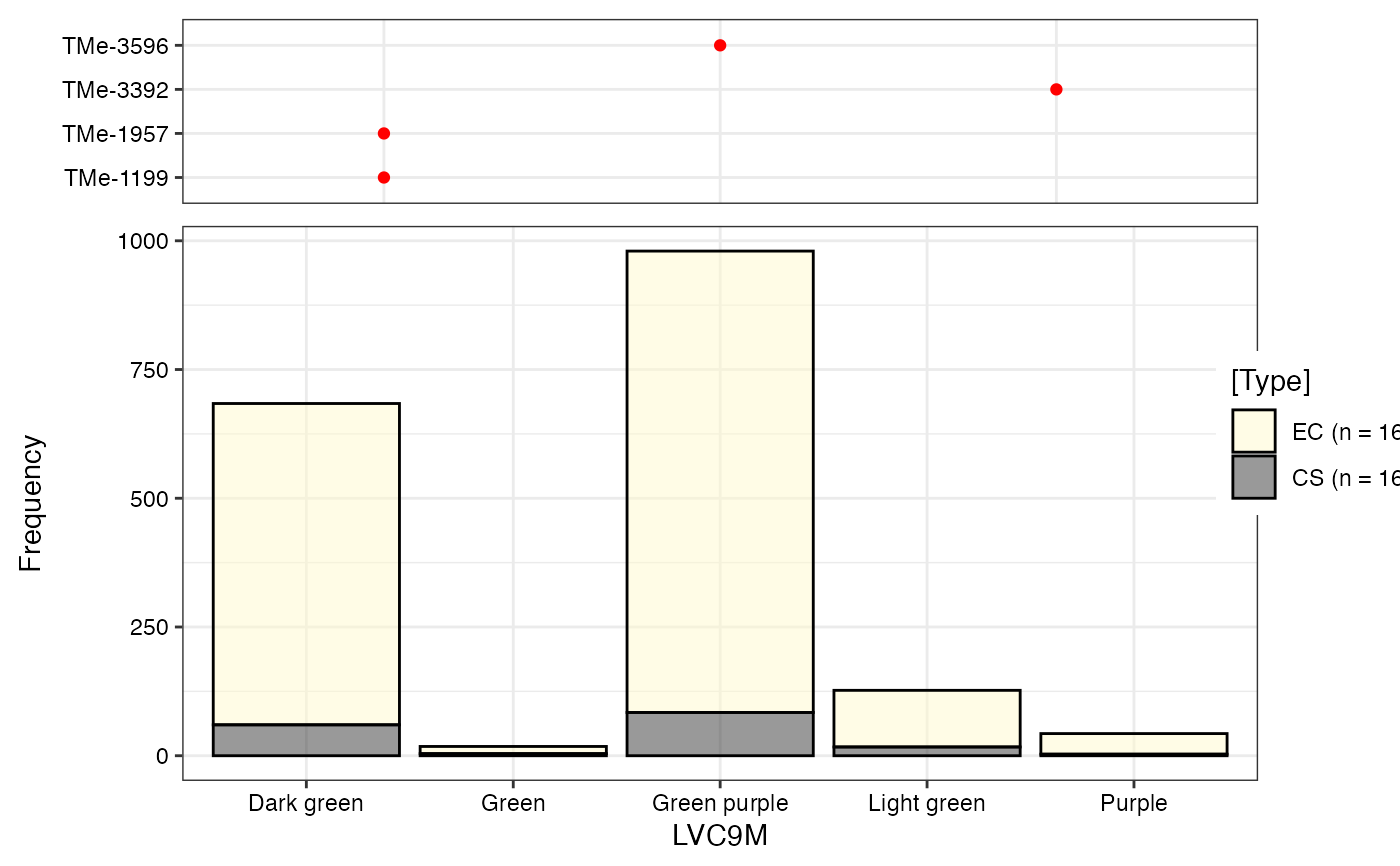 TMe-3596
TMe-3392
TMe-1957
TMe-1199
1000
750
500
250
0
Frequency
Dark green
Green
Green purple
Light green
Purple
LVC9M
[Type]
EC (n = 16
CS (n = 16